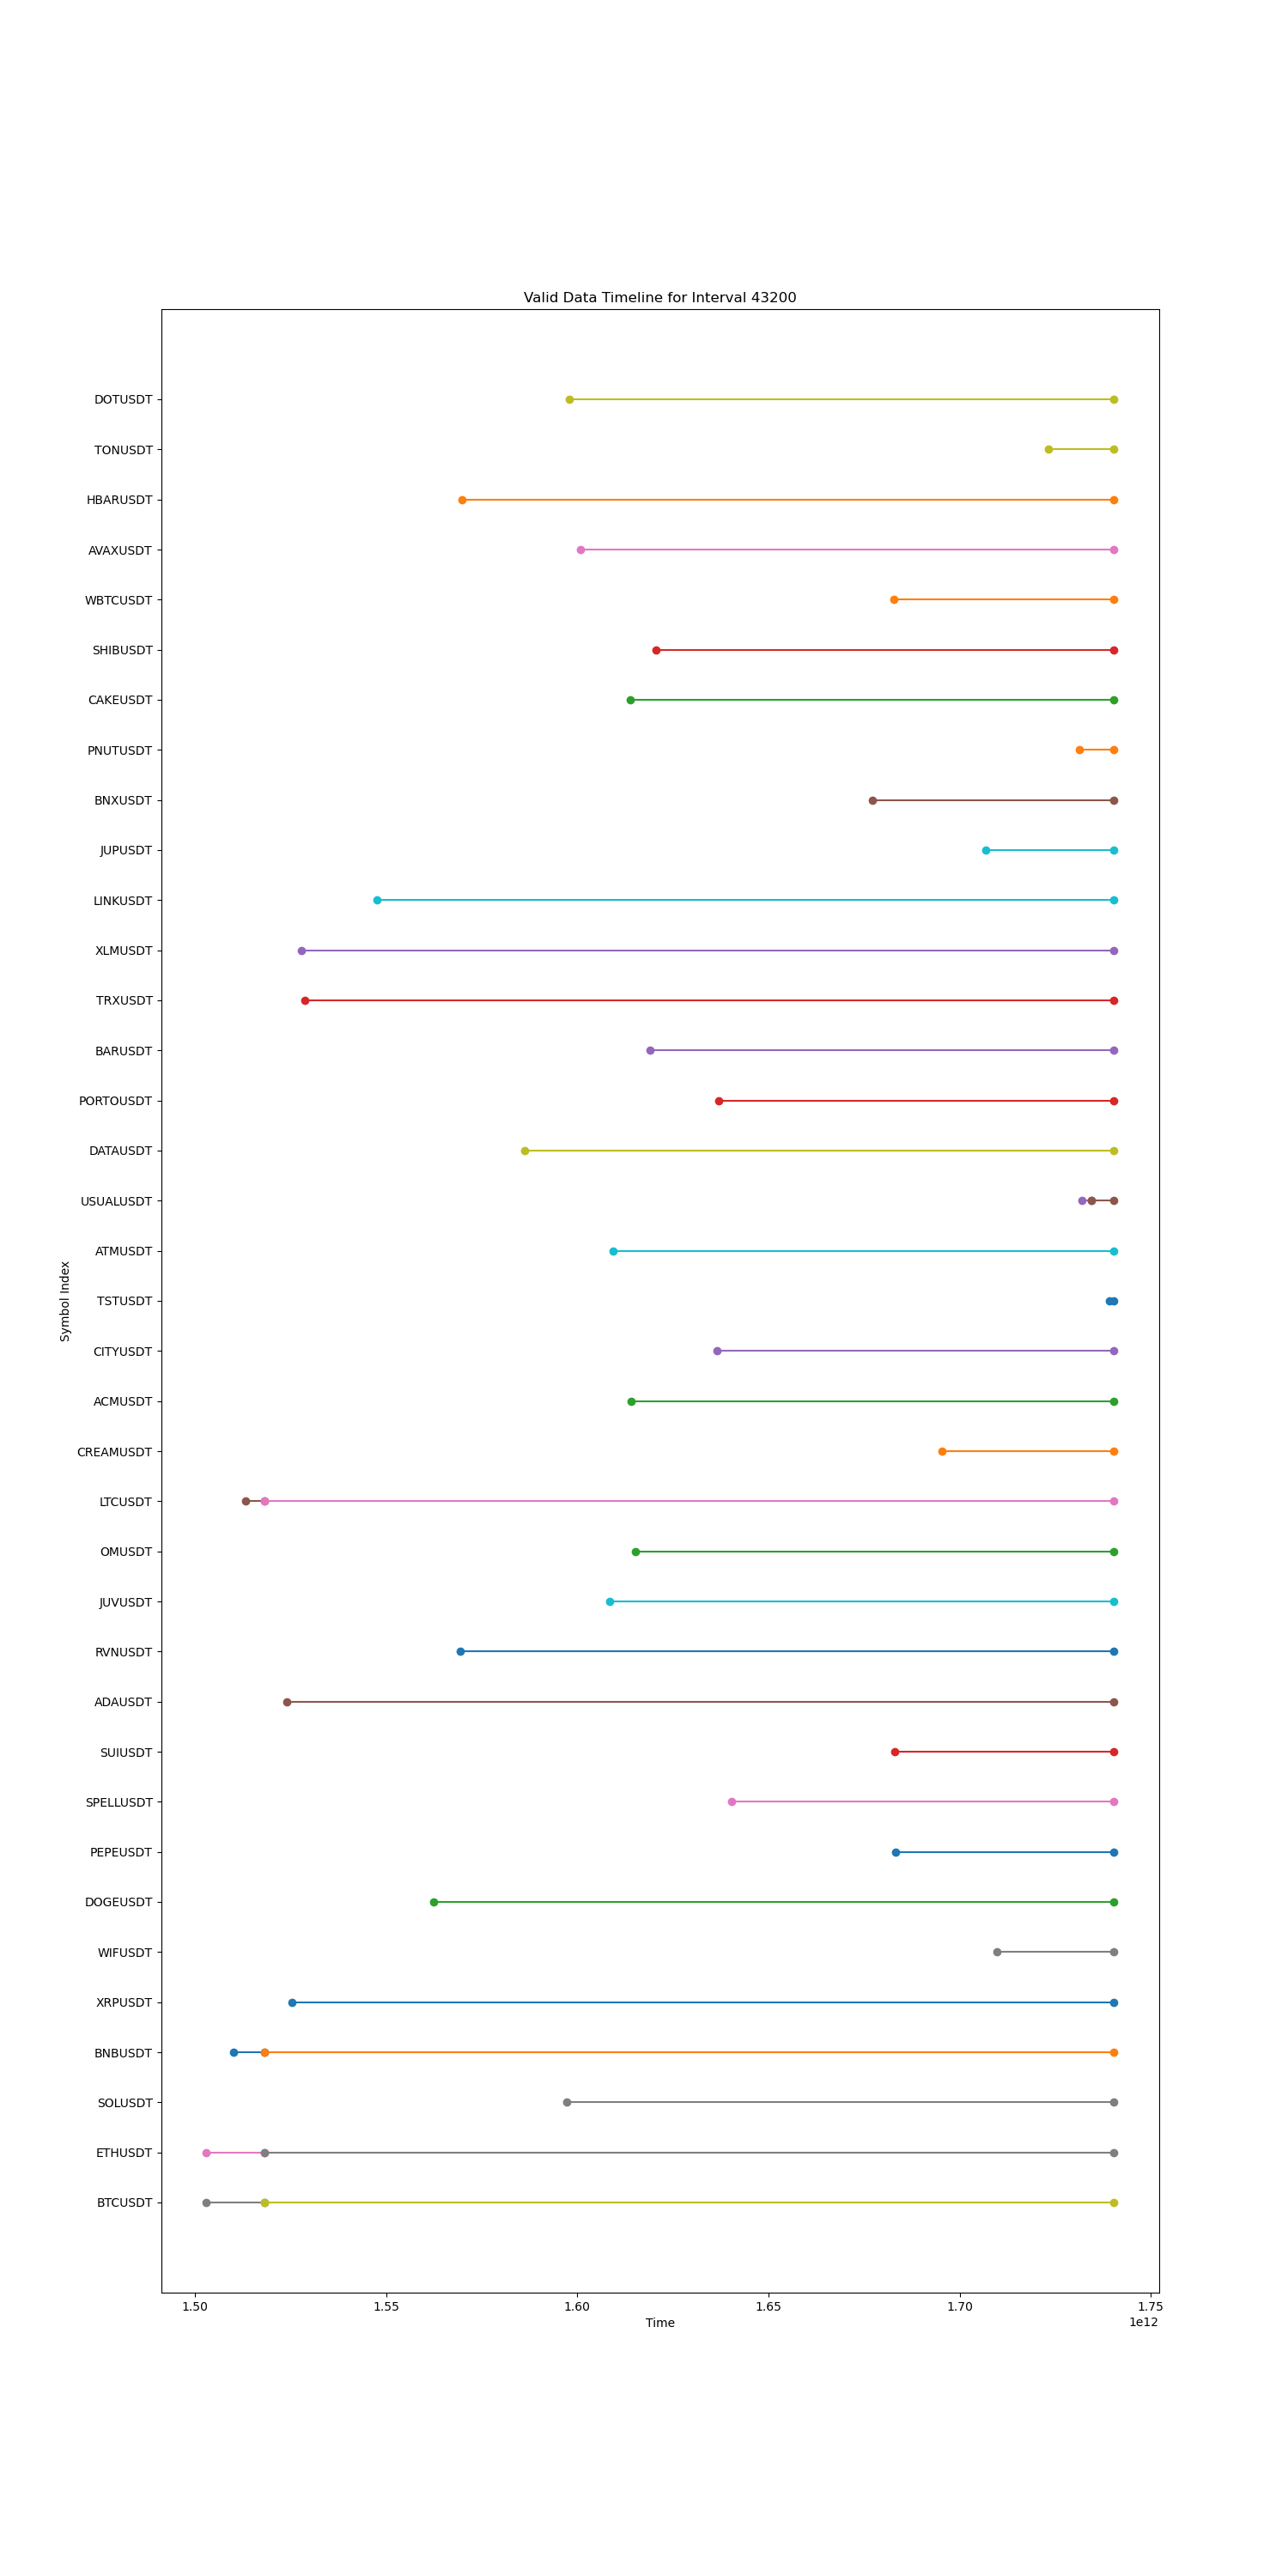 Valid Data Timeline for Interval 43200
DOTUSDT
TONUSDT
HBARUSDT
AVAXUSDT
WBTCUSDT
SHIBUSDT
CAKEUSDT
PNUTUSDT
BNXUSDT
JUPUSDT
LINKUSDT
XLMUSDT
TRXUSDT
BARUSDT
PORTOUSDT
DATAUSDT
USUALUSDT
ATMUSDT
Symbol Index
TSTUSDT
CITYUSDT
ACMUSDT
CREAMUSDT
LTCUSDT
OMUSDT
JUVUSDT
RVNUSDT
ADAUSDT
SUIUSDT
SPELLUSDT
PEPEUSDT
DOGEUSDT
WIFUSDT
XRPUSDT
BNBUSDT
SOLUSDT
ETHUSDT
BTCUSDT
1.50 1.55 1.60 1.65 1.70 1.75
Time
1e12